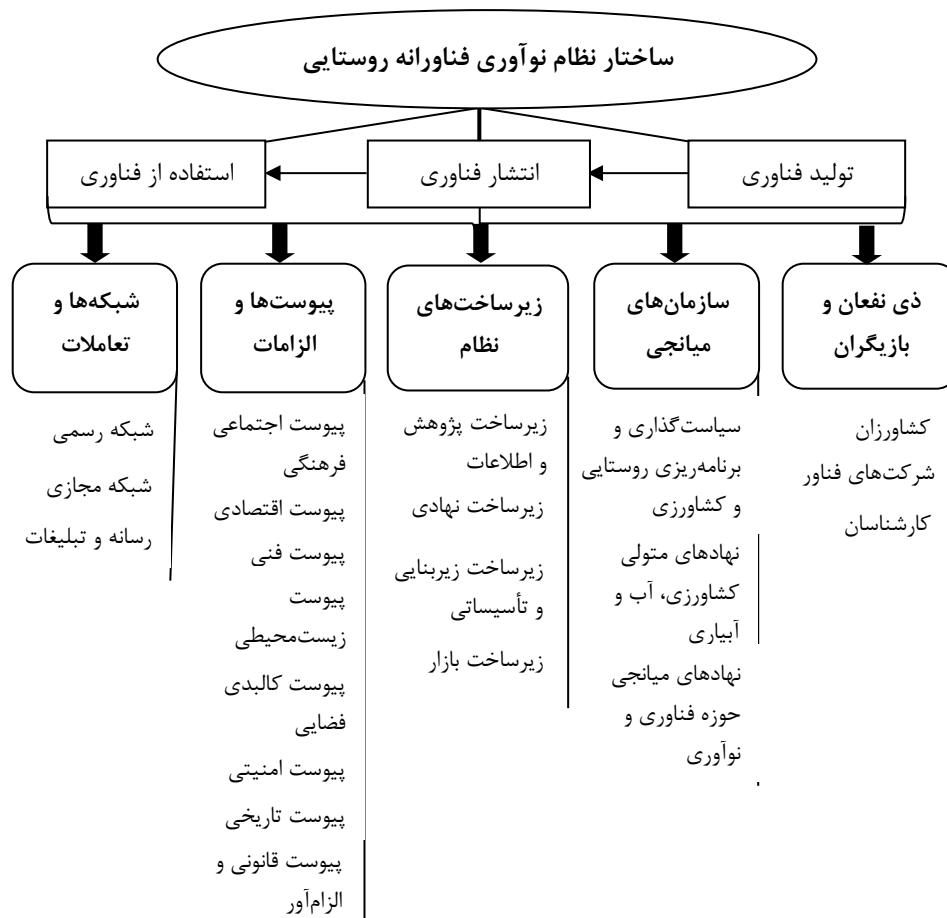 ساختار نظام نوآوری فناورانه روستایی
تولید فناوری
انتشار فناوری
استفاده از فناوری
ذی نفعان و
بازیگران
کشاورزان
شرکت‌های فناور
کارشناسان
سازمان‌های
میانجی
سیاست‌گذاری و
برنامه‌ریزی روستایی
و کشاورزی
نهادهای متولی
کشاورزی، آب و
آبیاری
نهادهای میانجی
حوزه فناوری و
نوآوری
زیرساخت‌های
نظام
زیرساخت پژوهش
و اطلاعات
زیرساخت نهادی
زیرساخت زیربنایی
و تأسیساتی
زیرساخت بازار
پیوست‌ها و
الزامات
پیوست اجتماعی
فرهنگی
پیوست اقتصادی
پیوست فنی
پیوست
زیست‌محیطی
پیوست کالبدی
فضایی
پیوست امنیتی
پیوست تاریخی
پیوست قانونی و
الزام‌آور
شبکه‌ها و
تعاملات
شبکه رسمی
شبکه مجازی
رسانه و تبلیغات